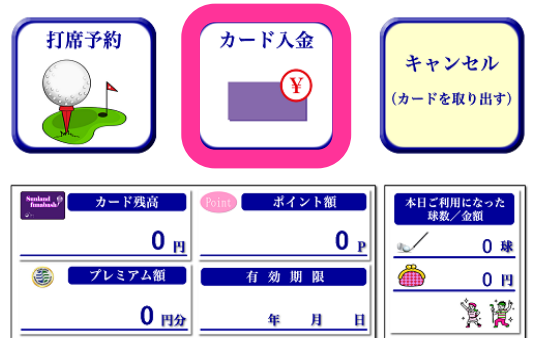 打席予約
カード入金
¥
キャンセル
(カードを取り出す)
Sunland
funabashi
カード残高
0 円
Point
ポイント額
0 P
プレミアム額
0 円分
有効期限
年 月 日
本日ご利用になった
球数/金額
0 球
0 円